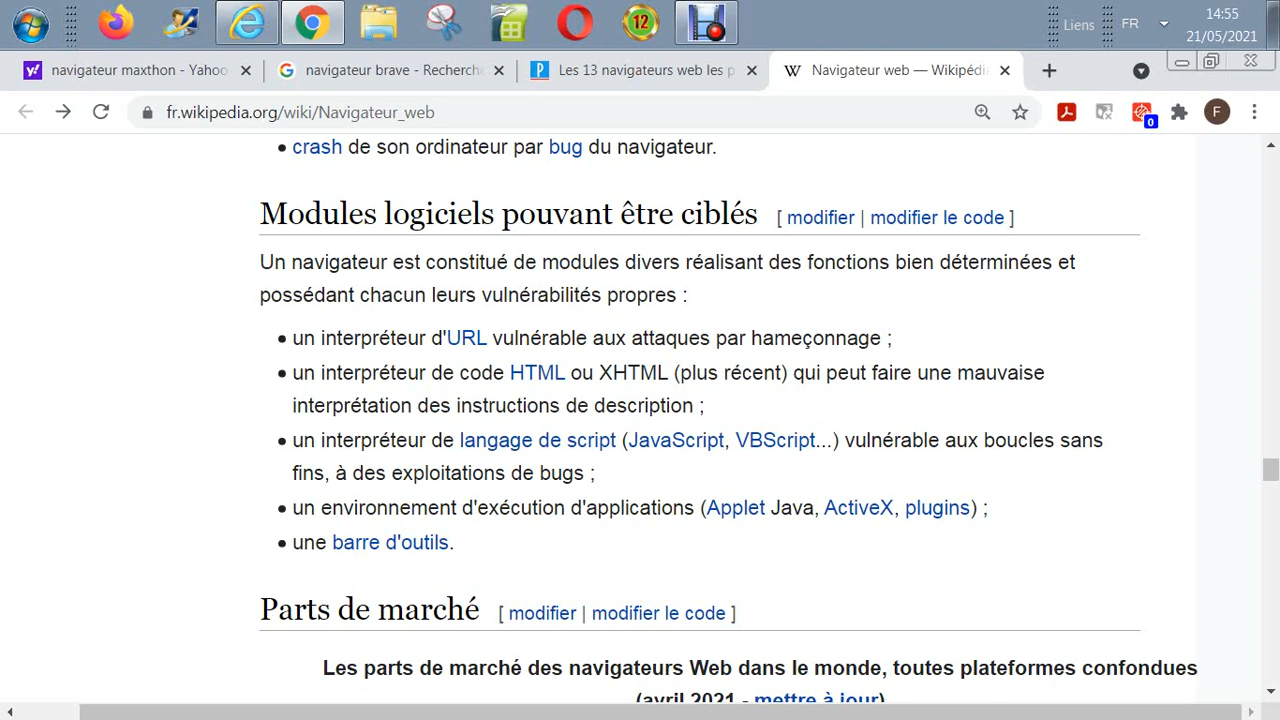 12
Liens
FR
14:55
21/05/2021
navigateur maxthon - Yahoo
navigateur brave - Recherche
Les 13 navigateurs web les p
Navigateur web — Wikipédia
fr.wikipedia.org/wiki/Navigateur_web
0
F
• crash de son ordinateur par bug du navigateur.
Modules logiciels pouvant être ciblés [ modifier | modifier le code ]
Un navigateur est constitué de modules divers réalisant des fonctions bien déterminées et
possédant chacun leurs vulnérabilités propres :
• un interpréteur d'URL vulnérable aux attaques par hameçonnage ;
• un interpréteur de code HTML ou XHTML (plus récent) qui peut faire une mauvaise
interprétation des instructions de description ;
• un interpréteur de langage de script (JavaScript, VBScript...) vulnérable aux boucles sans
fins, à des exploitations de bugs ;
• un environnement d'exécution d'applications (Applet Java, ActiveX, plugins) ;
• une barre d'outils.
Parts de marché [ modifier | modifier le code ]
Les parts de marché des navigateurs Web dans le monde, toutes plateformes confondues
(avril 2021 - mettre à jour)